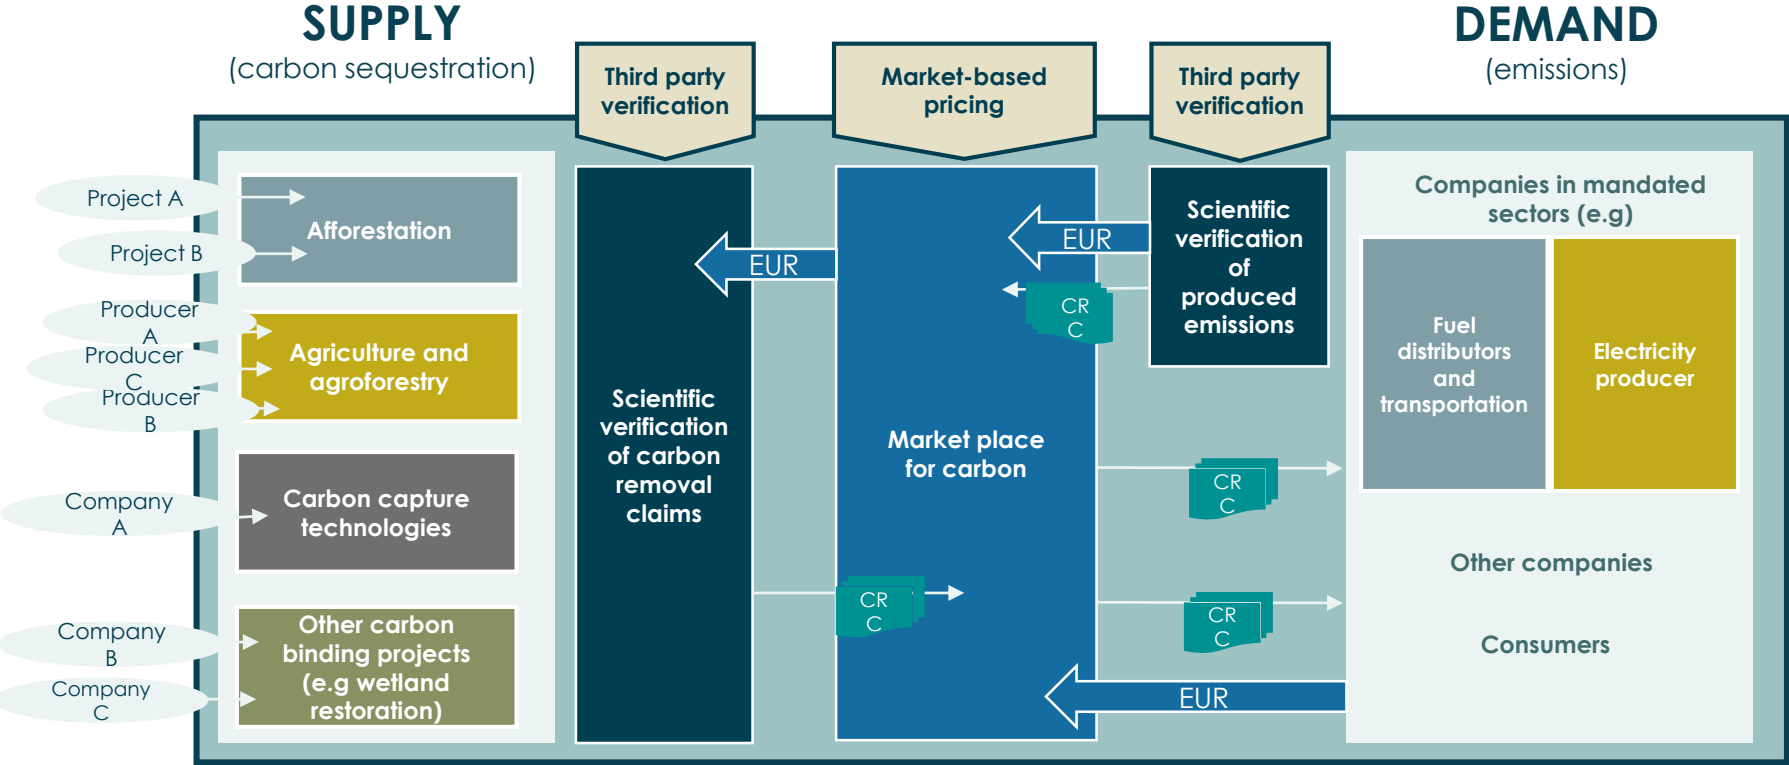 SUPPLY
(carbon sequestration)
DEMAND
(emissions)
Third party
verification
Market-based
pricing
Third party
verification
Project A
Project B
Producer
A
Producer
C
Producer
B
Company
A
Company
B
Company
C
Afforestation
Agriculture and
agroforestry
Carbon capture
technologies
Other carbon
binding projects
(e.g wetland
restoration)
Scientific
verification
of carbon
removal
claims
EUR
CR
C
Market place
for carbon
EUR
CR
C
Scientific
verification
of
produced
emissions
CR
C
CR
C
EUR
Companies in mandated
sectors (e.g)
Fuel
distributors
and
transportation
Electricity
producer
Other companies
Consumers